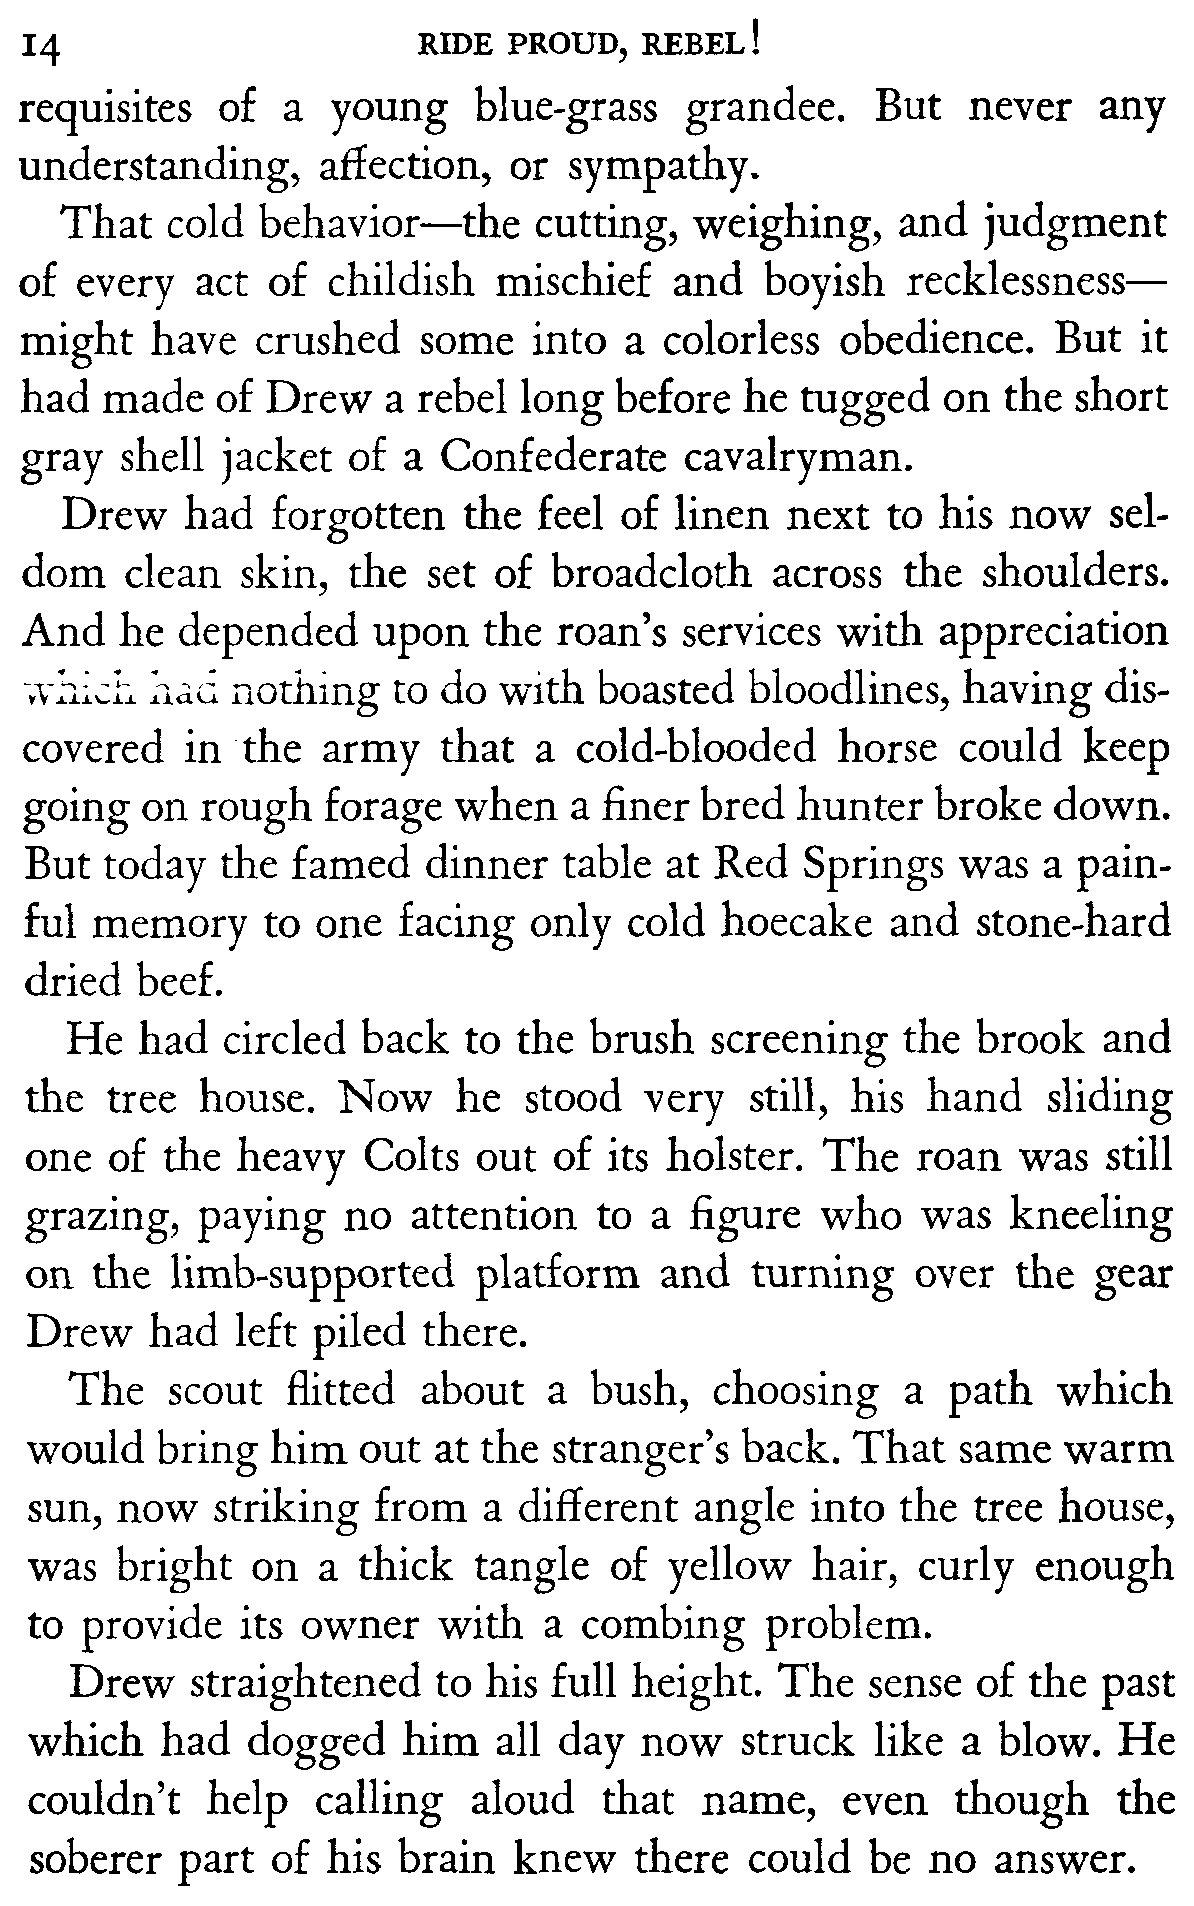 14 RIDE PROUD, REBEL!
requisites of a young blue-grass grandee. But never any
understanding, affection, or sympathy.
That cold behavior—the cutting, weighing, and judgment
of every act of childish mischief and boyish recklessness—
might have crushed some into a colorless obedience. But it
had made of Drew a rebel long before he tugged on the short
gray shell jacket of a Confederate cavalryman.
Drew had forgotten the feel of linen next to his now sel-
dom clean skin, the set of broadcloth across the shoulders.
And he depended upon the roan's services with appreciation
which had nothing to do with boasted bloodlines, having dis-
covered in the army that a cold-blooded horse could keep
going on rough forage when a finer bred hunter broke down.
But today the famed dinner table at Red Springs was a pain-
ful memory to one facing only cold hoecake and stone-hard
dried beef.
He had circled back to the brush screening the brook and
the tree house. Now he stood very still, his hand sliding
one of the heavy Colts out of its holster. The roan was still
grazing, paying no attention to a figure who was kneeling
on the limb-supported platform and turning over the gear
Drew had left piled there.
The scout flitted about a bush, choosing a path which
would bring him out at the stranger's back. That same warm
sun, now striking from a different angle into the tree house,
was bright on a thick tangle of yellow hair, curly enough
to provide its owner with a combing problem.
Drew straightened to his full height. The sense of the past
which had dogged him all day now struck like a blow. He
couldn't help calling aloud that name, even though the
soberer part of his brain knew there could be no answer.